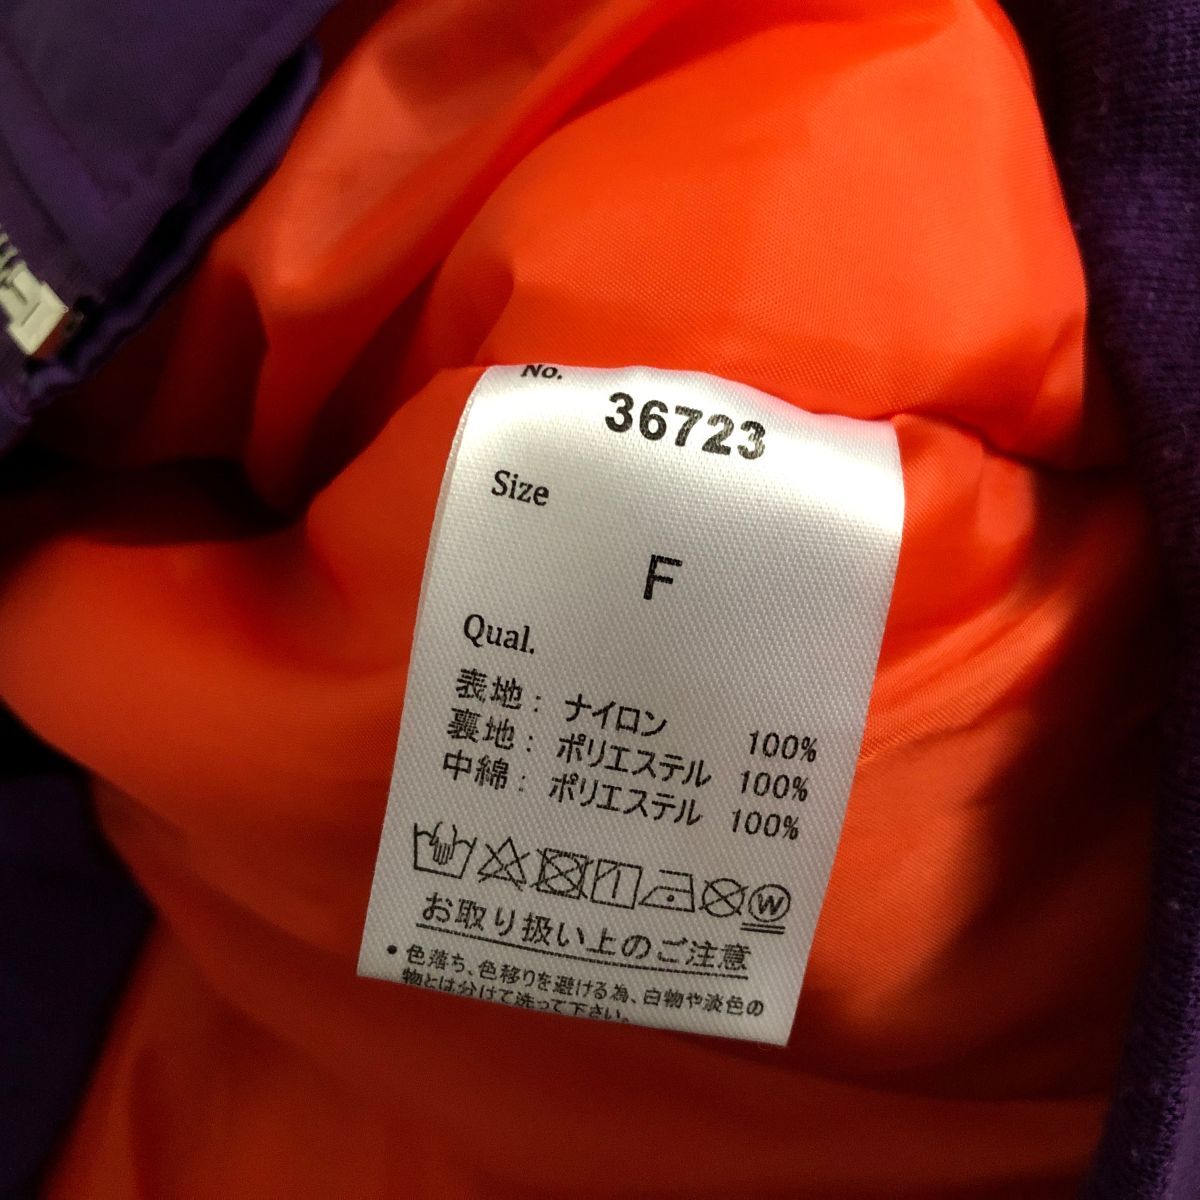 No.
36723
Size
F
Qual.
表地： ナイロン 100%
裏地： ポリエステル 100%
中綿： ポリエステル 100%
W
お取り扱い上のご注意
• 色落ち、色移りを避ける為、白物や淡色の
物とは分けて洗って下さい。